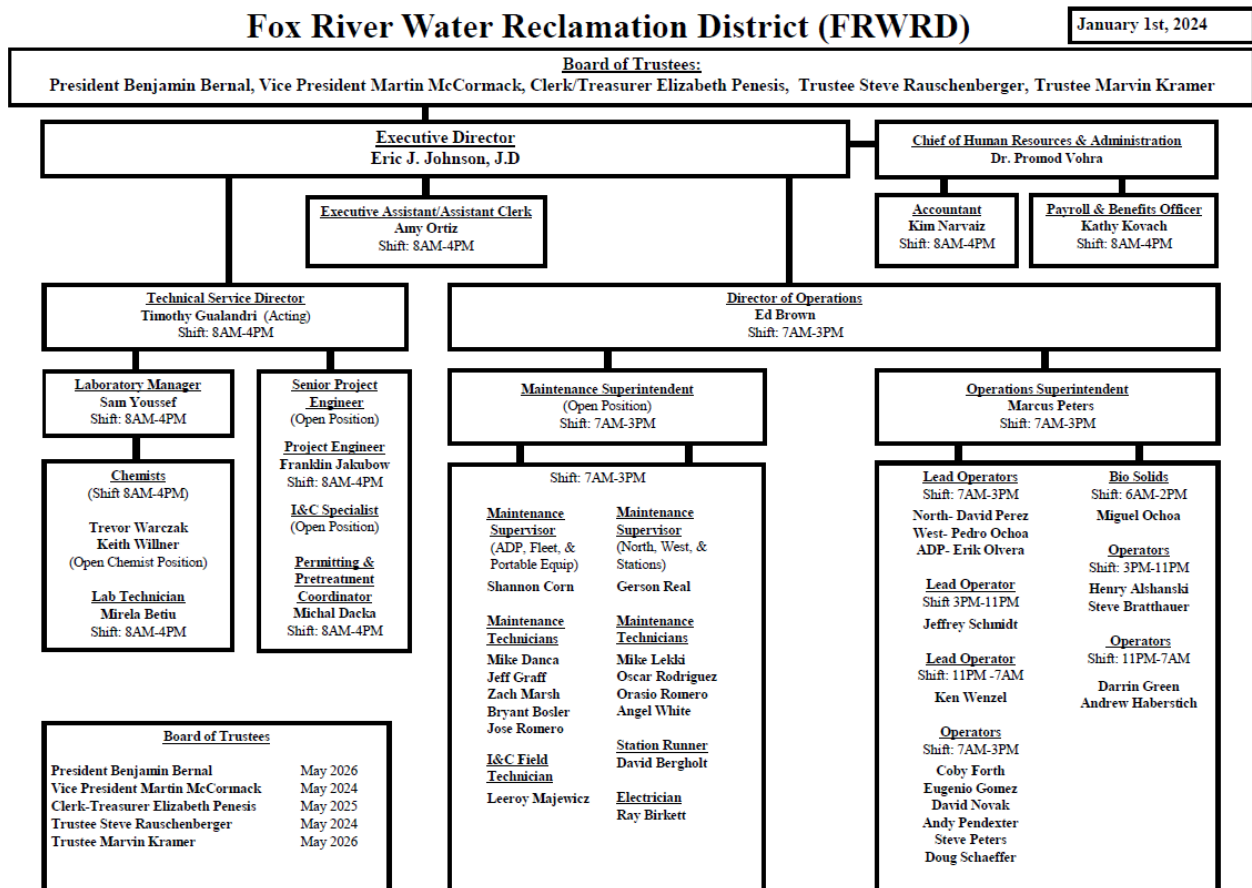 Fox River Water Reclamation District (FRWRD)
January 1st, 2024
Board of Trustees:
President Benjamin Bernal, Vice President Martin McCormack, Clerk/Treasurer Elizabeth Penesis, Trustee Steve Rauschenberger, Trustee Marvin Kramer
Executive Director
Eric J. Johnson, J.D
Chief of Human Resources & Administration
Dr. Promod Vohra
Executive Assistant/Assistant Clerk
Amy Ortiz
Shift: 8AM-4PM
Accountant
Kim Narvaiz
Shift: 8AM-4PM
Payroll & Benefits Officer
Kathy Kovach
Shift: 8AM-4PM
Technical Service Director
Timothy Gualandri (Acting)
Shift: 8AM-4PM
Director of Operations
Ed Brown
Shift: 7AM-3PM
Laboratory Manager
Sam Youssef
Shift: 8AM-4PM
Chemists
(Shift 8AM-4PM)
Trevor Warczak
Keith Willner
(Open Chemist Position)
Lab Technician
Mirela Betiu
Shift: 8AM-4PM
Senior Project
Engineer
(Open Position)
Project Engineer
Franklin Jakubow
Shift: 8AM-4PM
I&C Specialist
(Open Position)
Permitting &
Pretreatment
Coordinator
Michal Dacka
Shift: 8AM-4PM
Maintenance Superintendent
(Open Position)
Shift: 7AM-3PM
Shift: 7AM-3PM
Maintenance
Supervisor
(ADP, Fleet, &
Portable Equip)
Shannon Corn
Maintenance
Technicians
Mike Danca
Jeff Graff
Zach Marsh
Bryant Bosler
Jose Romero
I&C Field
Technician
Leeroy Majewicz
Maintenance
Supervisor
(North, West, &
Stations)
Gerson Real
Maintenance
Technicians
Mike Lekki
Oscar Rodriguez
Orasio Romero
Angel White
Station Runner
David Bergholt
Electrician
Ray Birkett
Operations Superintendent
Marcus Peters
Shift: 7AM-3PM
Lead Operators
Shift: 7AM-3PM
North- David Perez
West- Pedro Ochoa
ADP- Erik Olvera
Lead Operator
Shift 3PM-11PM
Jeffrey Schmidt
Lead Operator
Shift: 11PM -7AM
Ken Wenzel
Operators
Shift: 7AM-3PM
Coby Forth
Eugenio Gomez
David Novak
Andy Pendexter
Steve Peters
Doug Schaeffer
Bio Solids
Shift: 6AM-2PM
Miguel Ochoa
Operators
Shift: 3PM-11PM
Henry Alshanski
Steve Bratthauer
Operators
Shift: 11PM-7AM
Darrin Green
Andrew Haberstich
Board of Trustees
President Benjamin Bernal May 2026
Vice President Martin McCormack May 2024
Clerk-Treasurer Elizabeth Penesis May 2025
Trustee Steve Rauschenberger May 2024
Trustee Marvin Kramer May 2026